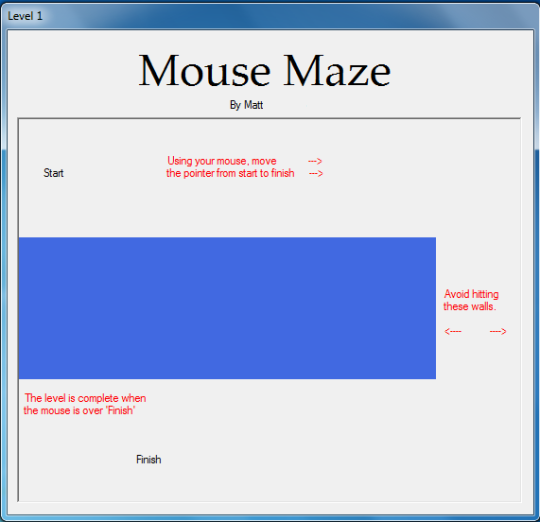 Level 1
Mouse Maze
By Matt
Using your mouse, move --->
Start
the pointer from start to finish --->
Avoid hitting
these walls.
<---- ---->
The level is complete when
the mouse is over 'Finish'
Finish